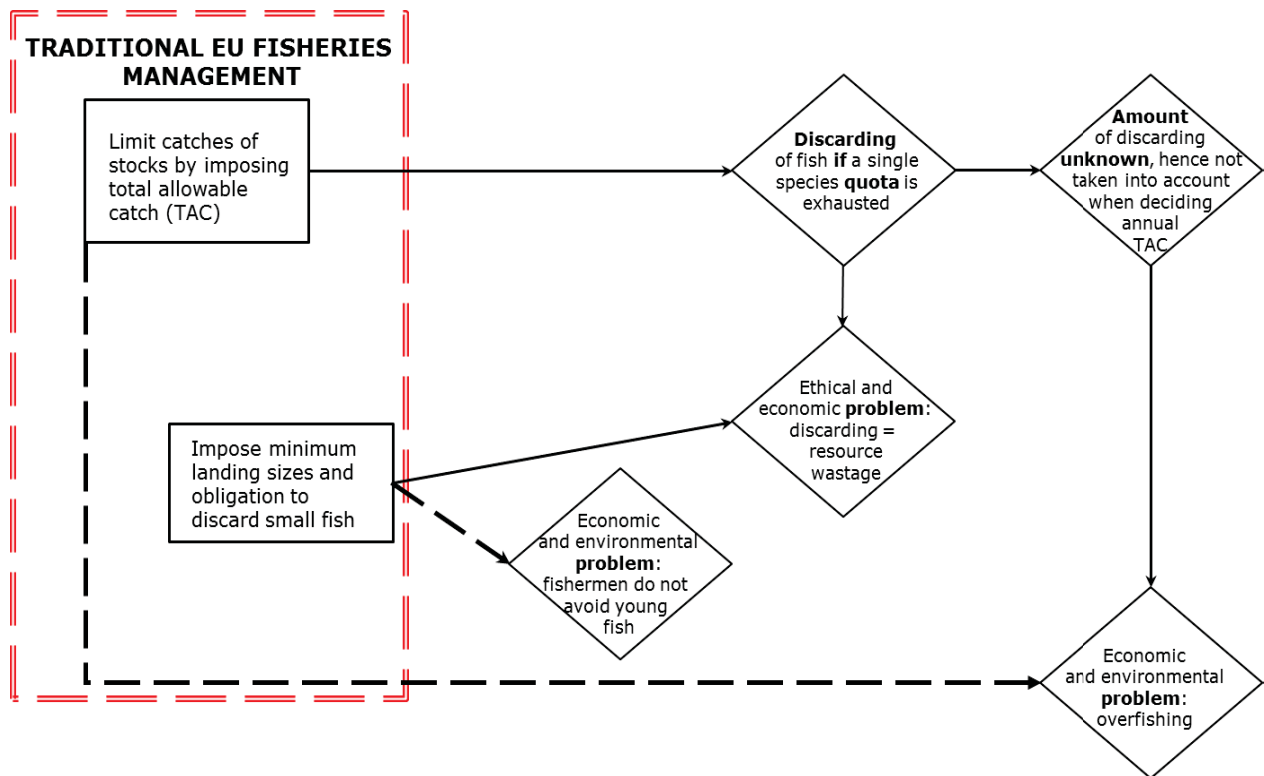 TRADITIONAL EU FISHERIES
MANAGEMENT
Limit catches of
stocks by imposing
total allowable
catch (TAC)
Discarding
of fish if a single
species quota is
exhausted
Amount
of discarding
unknown, hence not
taken into account
when deciding
annual
TAC
Ethical and
economic problem:
discarding =
resource
wastage
Impose minimum
landing sizes and
obligation to
discard small fish
Economic
and environmental
problem:
fishermen do not
avoid young
fish
Economic
and environmental
problem:
overfishing